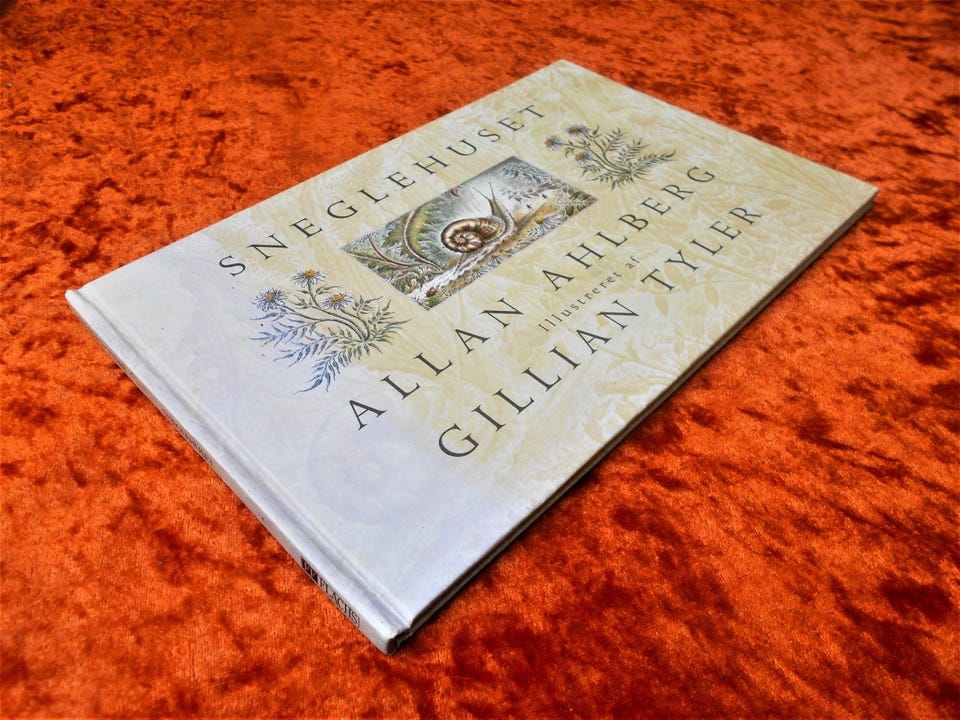 SNEGLEHUSET
ALLAN AHLBERG
Illustreret af
GILLIAN TYLER
FLACHS